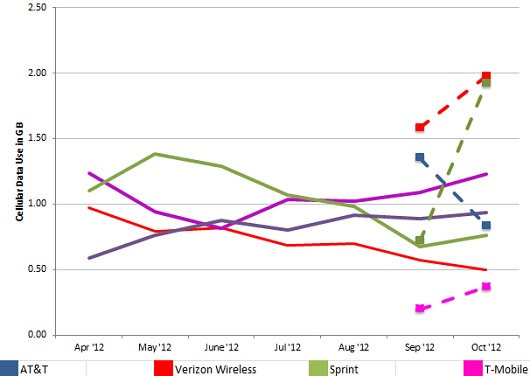 2.50
2.00
1.50
1.00
0.50
0.00
Cellular Data Use in GB
Apr '12 May '12 June '12 Jul '12 Aug '12 Sep '12 Oct '12
AT&T Verizon Wireless Sprint T-Mobile